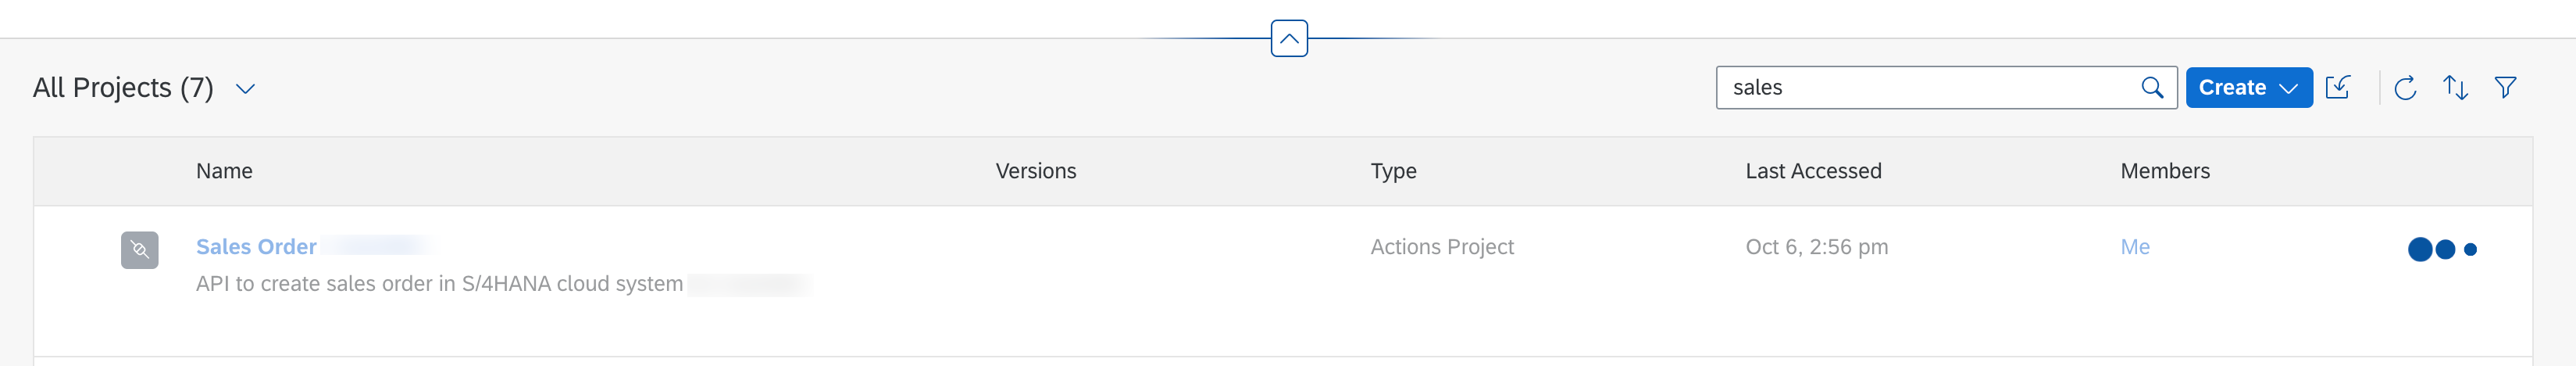 All Projects (7)
sales
Create
Name Versions Type Last Accessed Members
Sales Order Actions Project Oct 6, 2:56 pm Me
API to create sales order in S/4HANA cloud system